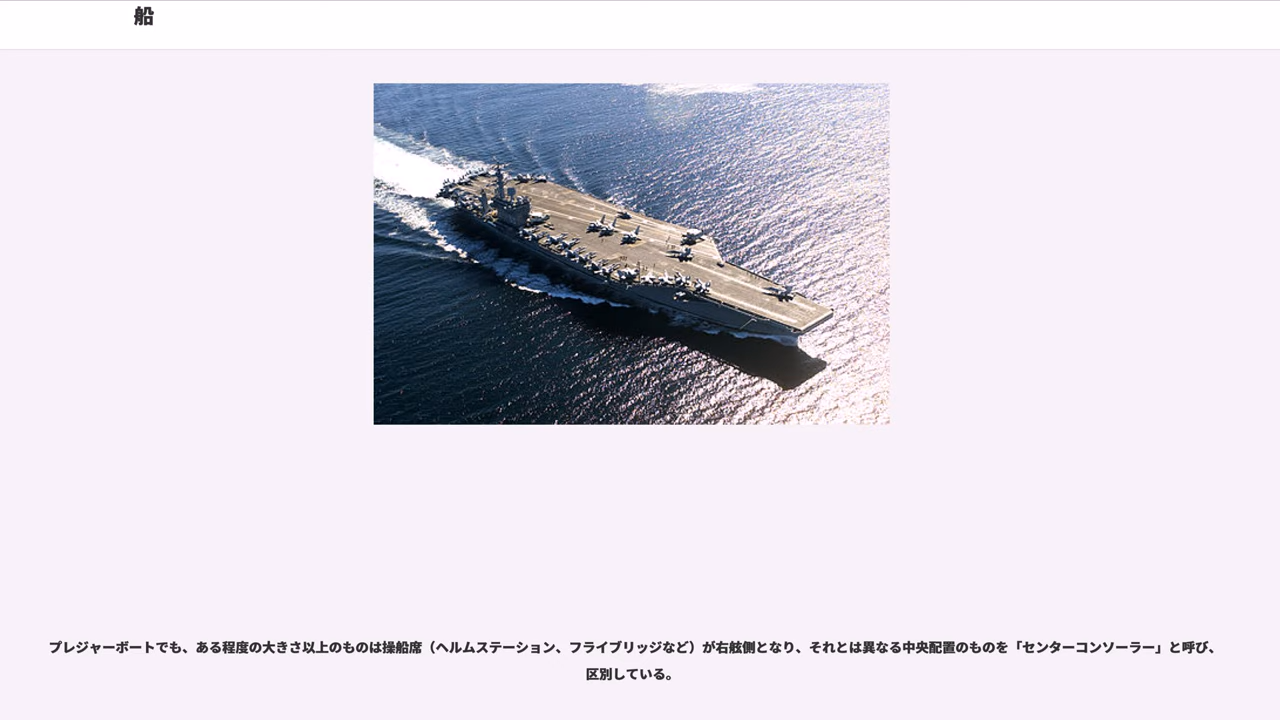 船
プレジャーボートでも、ある程度の大きさ以上のものは操船席（ヘルムステーション、フライブリッジなど）が右舷側となり、それとは異なる中央配置のものを「センターコンソーラー」と呼び、
区別している。